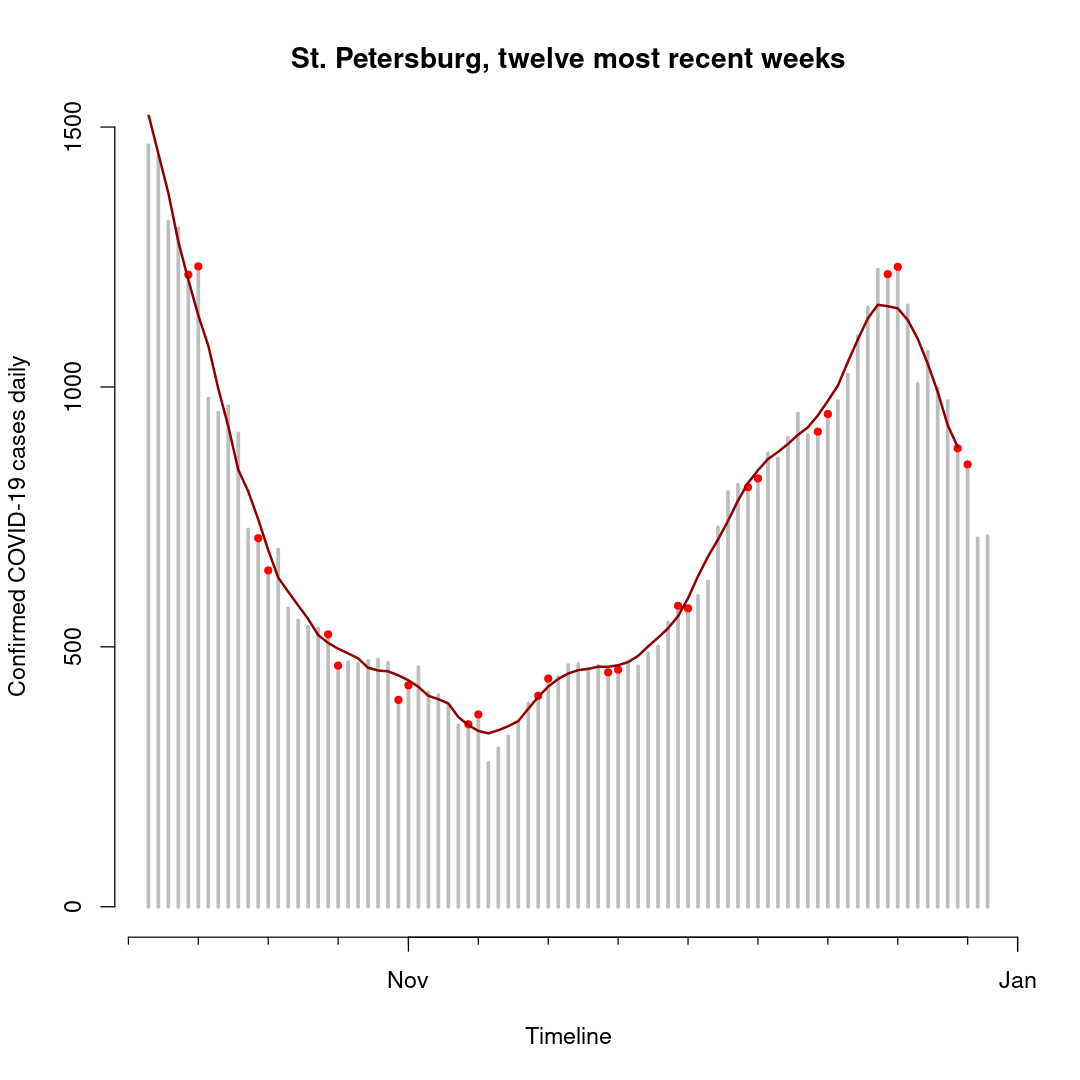 St. Petersburg, twelve most recent weeks
Confirmed COVID-19 cases daily
1500
1000
500
0
Nov
Jan
Timeline